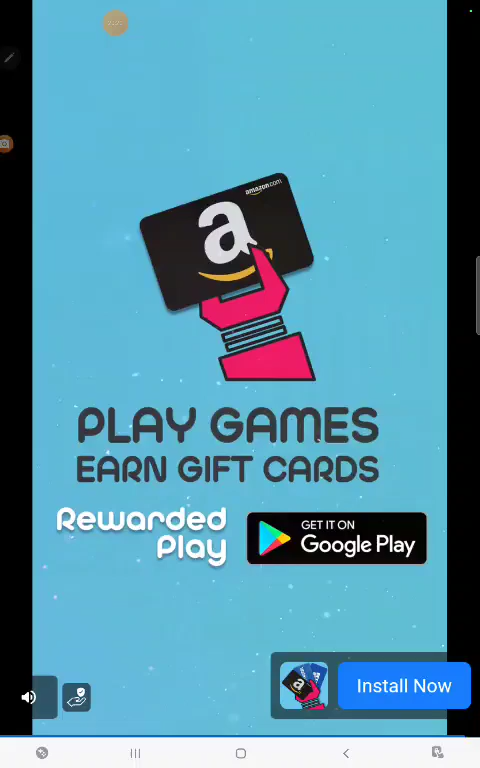 amazon.com
a
PLAY GAMES
EARN GIFT CARDS
Rewarded
Play
GET IT ON
Google Play
a
Install Now